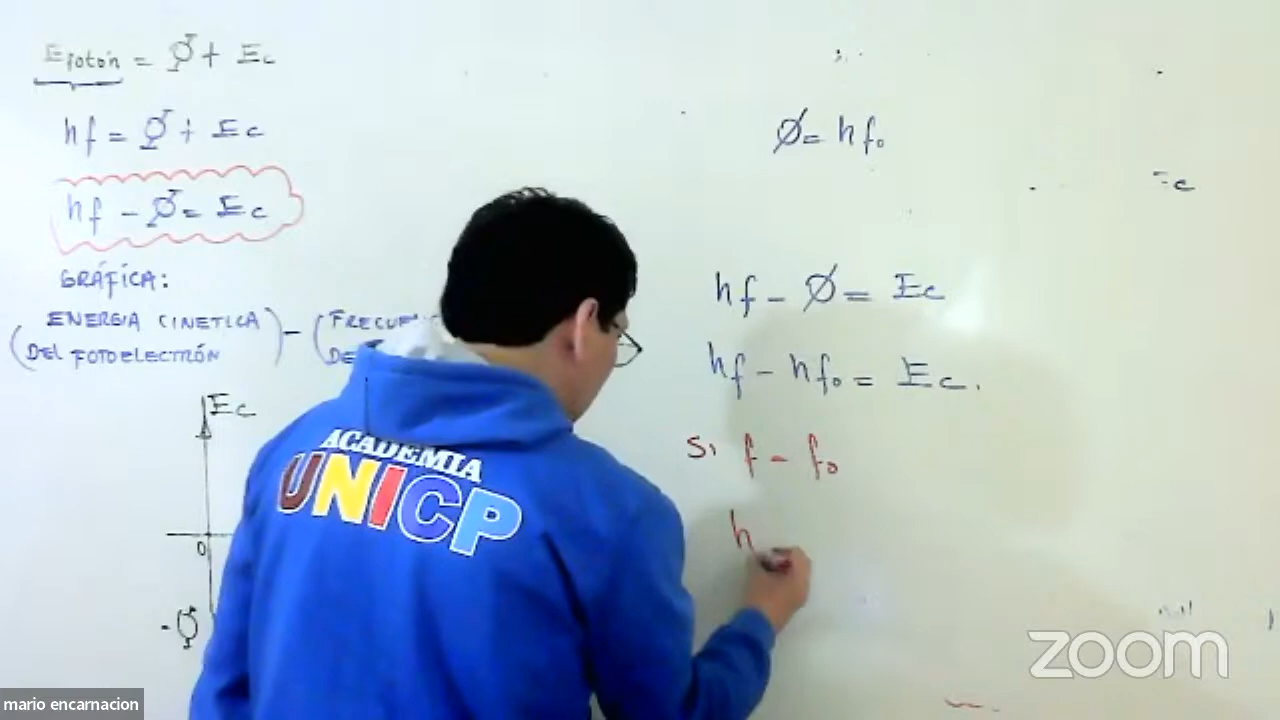 Efotón = Φ + Ec
hf = Φ + Ec
hf - Φ = Ec
GRÁFICA:
(ENERGIA CINETICA DEL FOTOELECTRÓN) - (
Ec
0
-Φ
Φ = hf₀
hf - Φ = Ec
hf - hf₀ = Ec.
Si f - f₀
h
ACADEMIA
UNICP
zoom
mario encarnacion